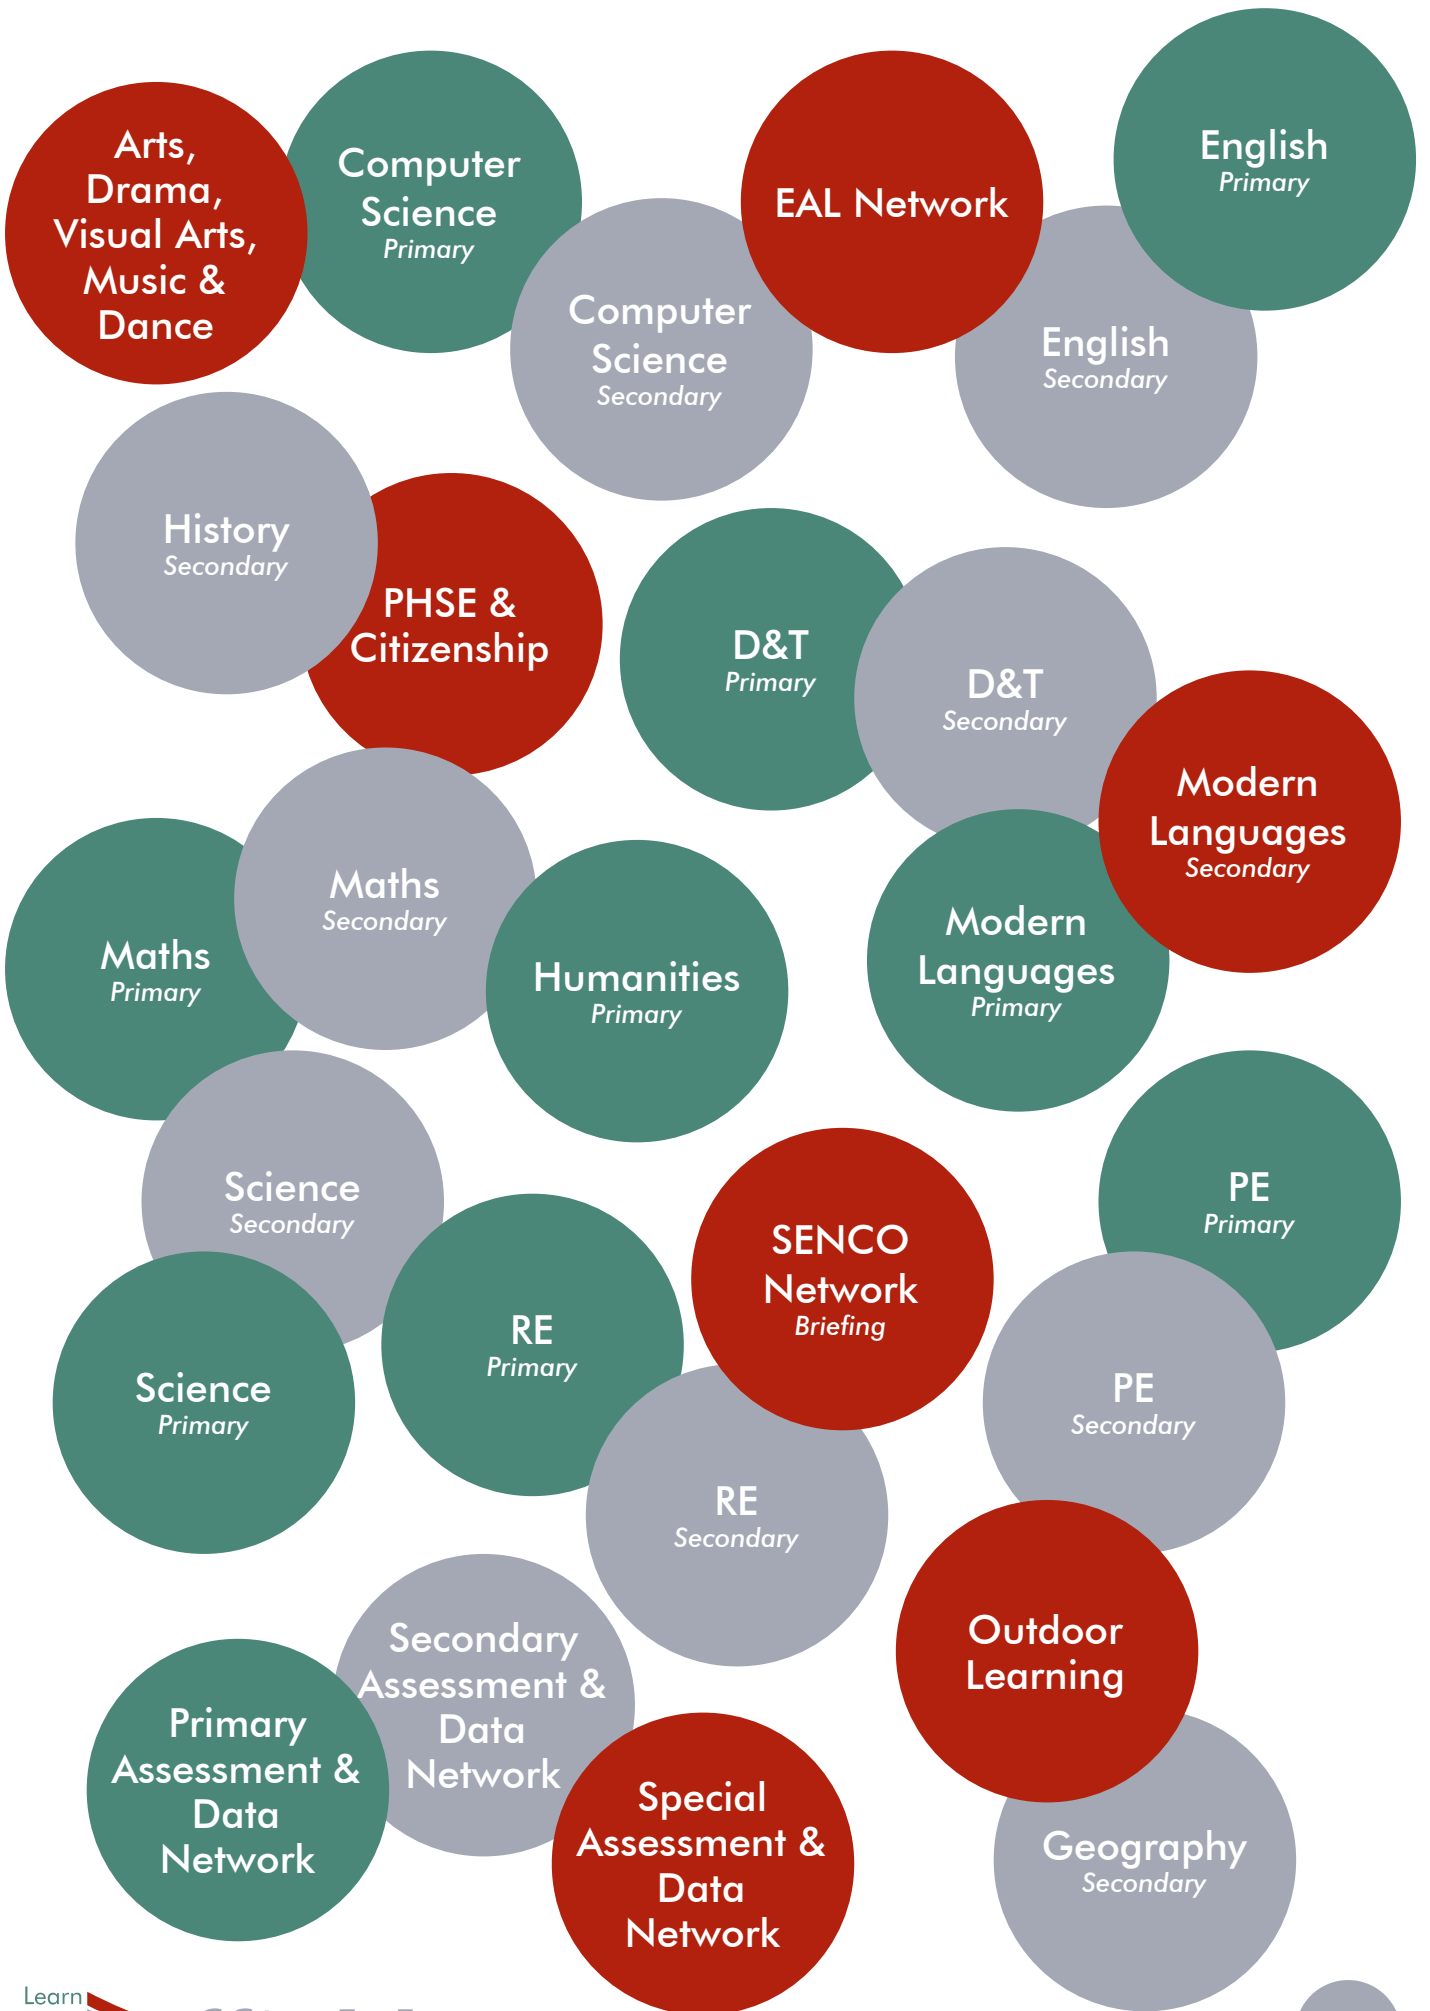 Arts,
Drama,
Visual Arts,
Music &
Dance
Computer
Science
Primary
Computer
Science
Secondary
EAL Network
English
Primary
English
Secondary
History
Secondary
PHSE &
Citizenship
D&T
Primary
D&T
Secondary
Modern
Languages
Secondary
Modern
Languages
Primary
Maths
Primary
Maths
Secondary
Humanities
Primary
Science
Secondary
Science
Primary
RE
Primary
SENCO
Network
Briefing
RE
Secondary
PE
Primary
PE
Secondary
Outdoor
Learning
Geography
Secondary
Primary
Assessment &
Data
Network
Secondary
Assessment &
Data
Network
Special
Assessment &
Data
Network
Learn